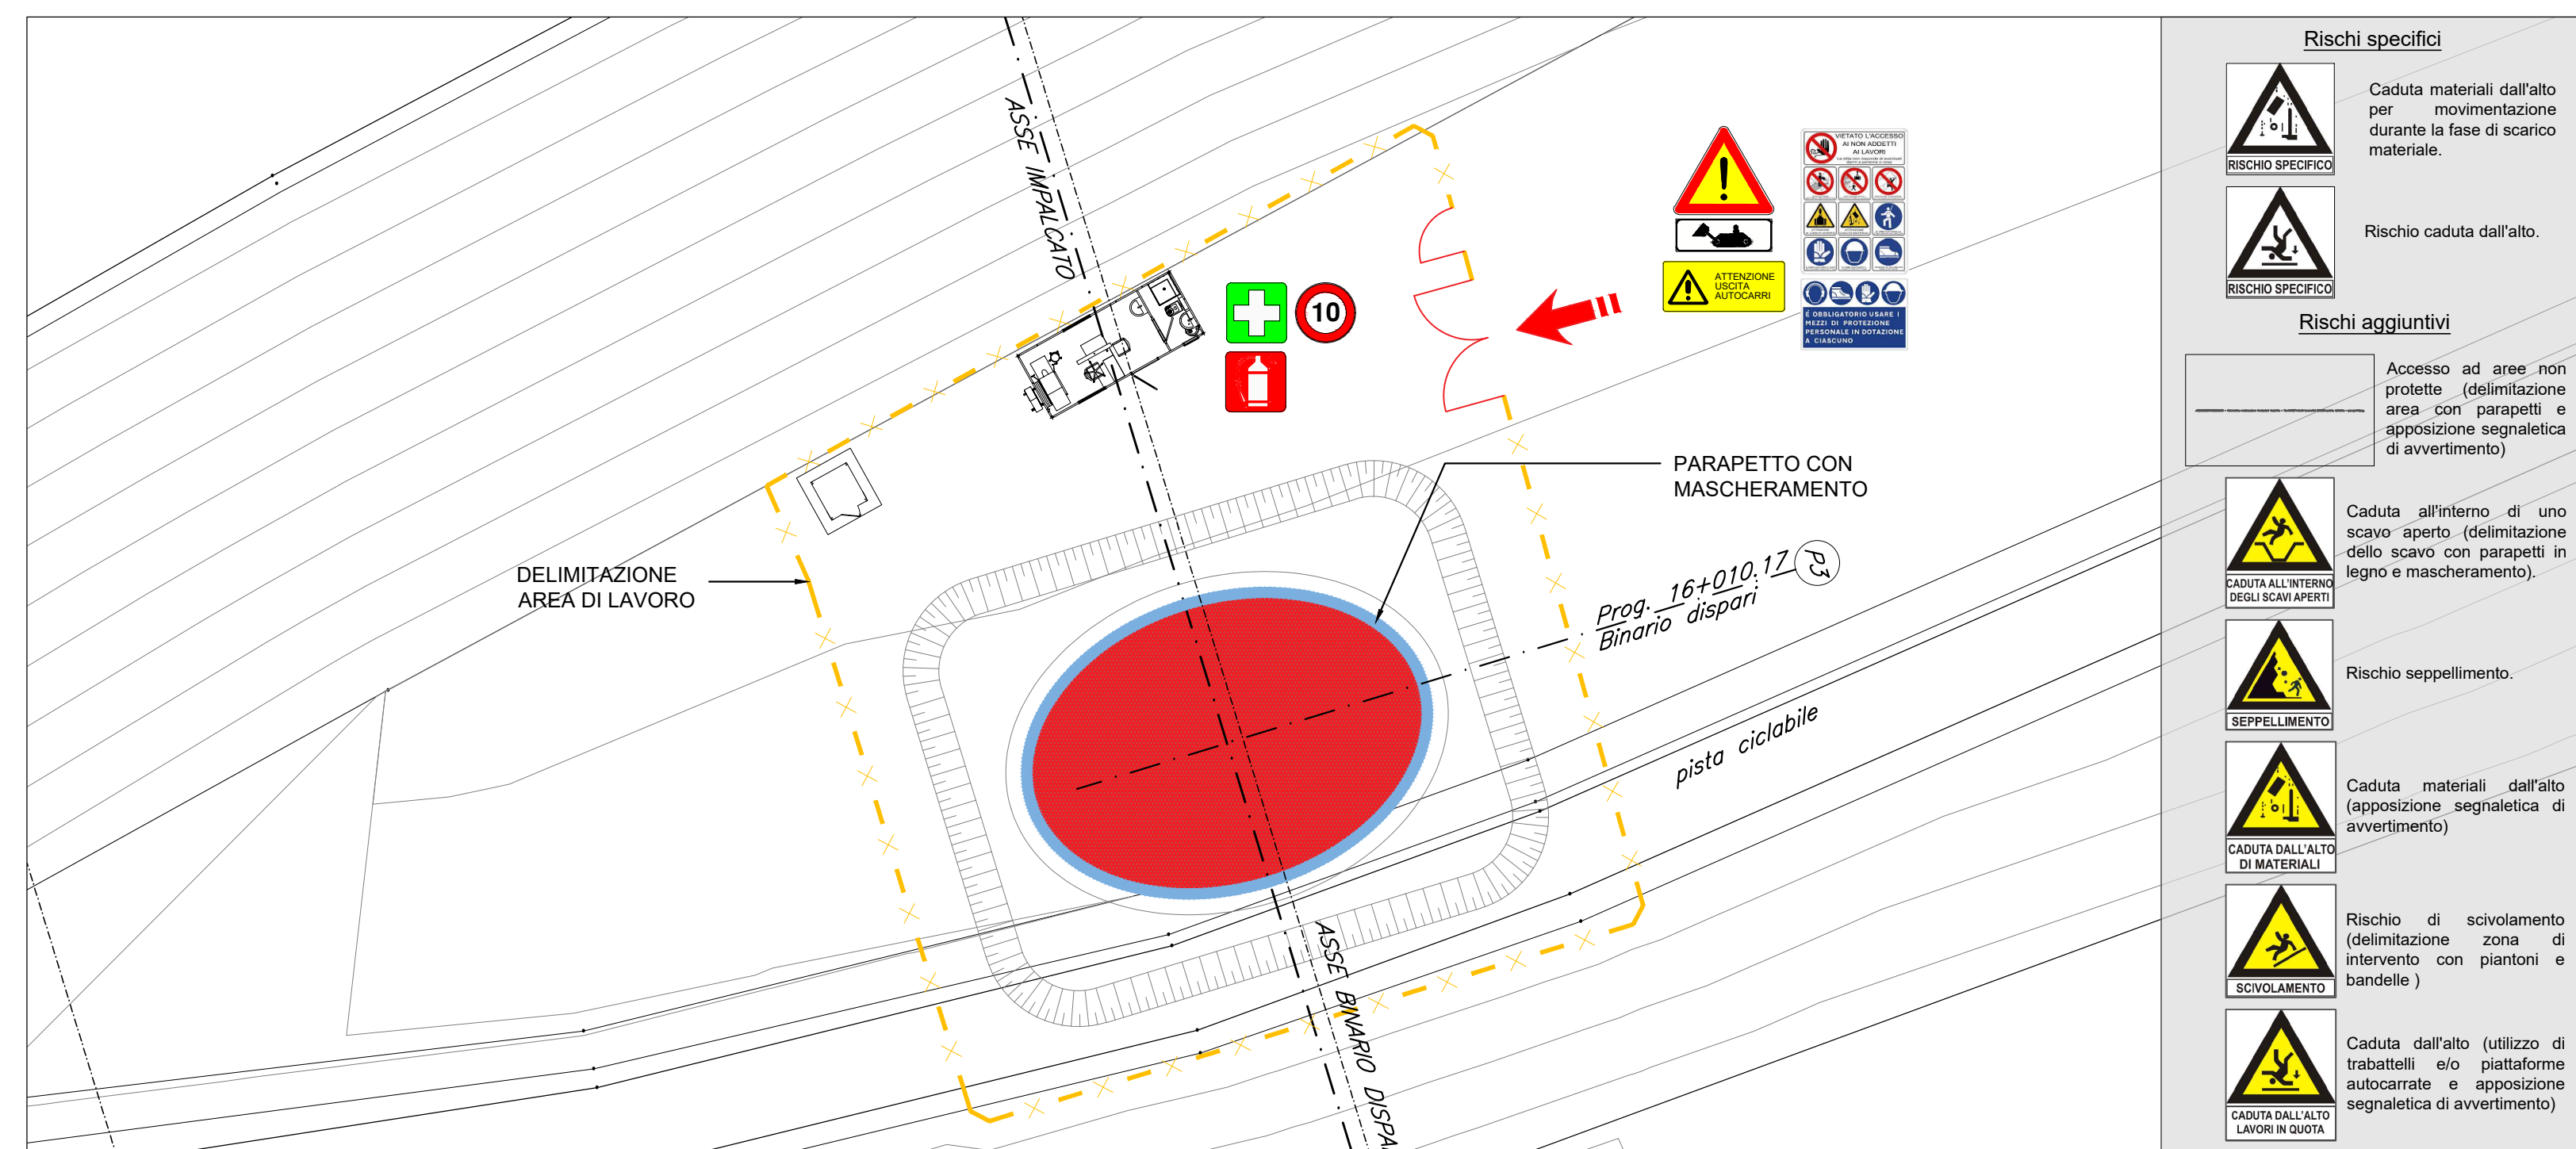 ASSE IMPALCATO
10
VIETATO L'ACCESSO
AI NON ADDETTI
AI LAVORI
ATTENZIONE
USCITA
AUTOCARRI
É OBBLIGATORIO USARE I
MEZZI DI PROTEZIONE
PERSONALE IN DOTAZIONE
A CIASCUNO
PARAPETTO CON
MASCHERAMENTO
DELIMITAZIONE
AREA DI LAVORO
Prog. 16+010.17
Binario dispari
P3
pista ciclabile
ASSE BINARIO DISPA
Rischi specifici
RISCHIO SPECIFICO
Caduta materiali dall'alto
per movimentazione
durante la fase di scarico
materiale.
RISCHIO SPECIFICO
Rischio caduta dall'alto.
Rischi aggiuntivi
Accesso ad aree non
protette (delimitazione
area con parapetti e
apposizione segnaletica
di avvertimento)
CADUTA ALL'INTERNO
DEGLI SCAVI APERTI
Caduta all'interno di uno
scavo aperto (delimitazione
dello scavo con parapetti in
legno e mascheramento).
SEPPELLIMENTO
Rischio seppellimento.
CADUTA DALL'ALTO
DI MATERIALI
Caduta materiali dall'alto
(apposizione segnaletica di
avvertimento)
SCIVOLAMENTO
Rischio di scivolamento
(delimitazione zona di
intervento con piantoni e
bandelle )
CADUTA DALL'ALTO
LAVORI IN QUOTA
Caduta dall'alto (utilizzo di
trabattelli e/o piattaforme
autocarrate e apposizione
segnaletica di avvertimento)